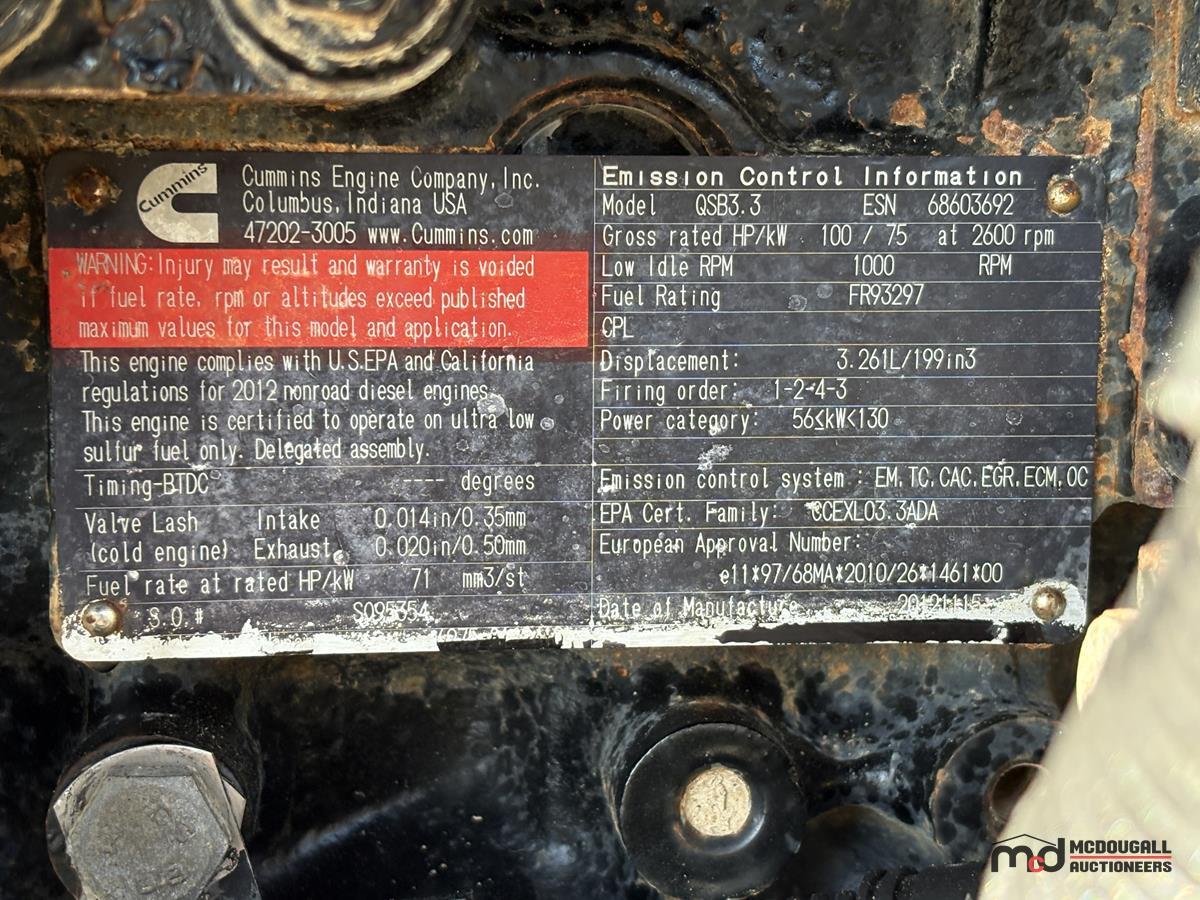 Cummins
Cummins Engine Company, Inc.
Columbus, Indiana USA
47202-3005 www.Cummins.com
WARNING: Injury may result and warranty is voided
if fuel rate, rpm or altitudes exceed published
maximum values for this model and application.
This engine complies with U.S.EPA and California
regulations for 2012 nonroad diesel engines.
This engine is certified to operate on ultra low
sulfur fuel only. Delegated assembly.
Timing-BTDC ---- degrees
Valve Lash Intake 0.014in/0.35mm
(cold engine) Exhaust 0.020in/0.50mm
Fuel rate at rated HP/kW 71 mm3/st
S.O.# SO95354
Emission Control Information
Model QSB3.3 ESN 68603692
Gross rated HP/kW 100 / 75 at 2600 rpm
Low Idle RPM 1000 RPM
Fuel Rating FR93297
CPL
Displacement: 3.261L/199in3
Firing order: 1-2-4-3
Power category: 56≤kW<130
Emission control system : EM, TC, CAC, EGR, ECM, OC
EPA Cert. Family: CCEXL03.3ADA
European Approval Number:
e11*97/68MA*2010/26*1461*00
Date of Manufacture 20121115
mcd MCDOUGALL
AUCTIONEERS